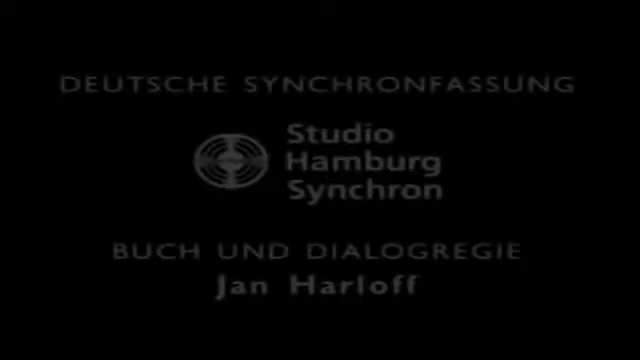 DEUTSCHE SYNCHRONFASSUNG
Studio
Hamburg
Synchron
BUCH UND DIALOGREGIE
Jan Harloff